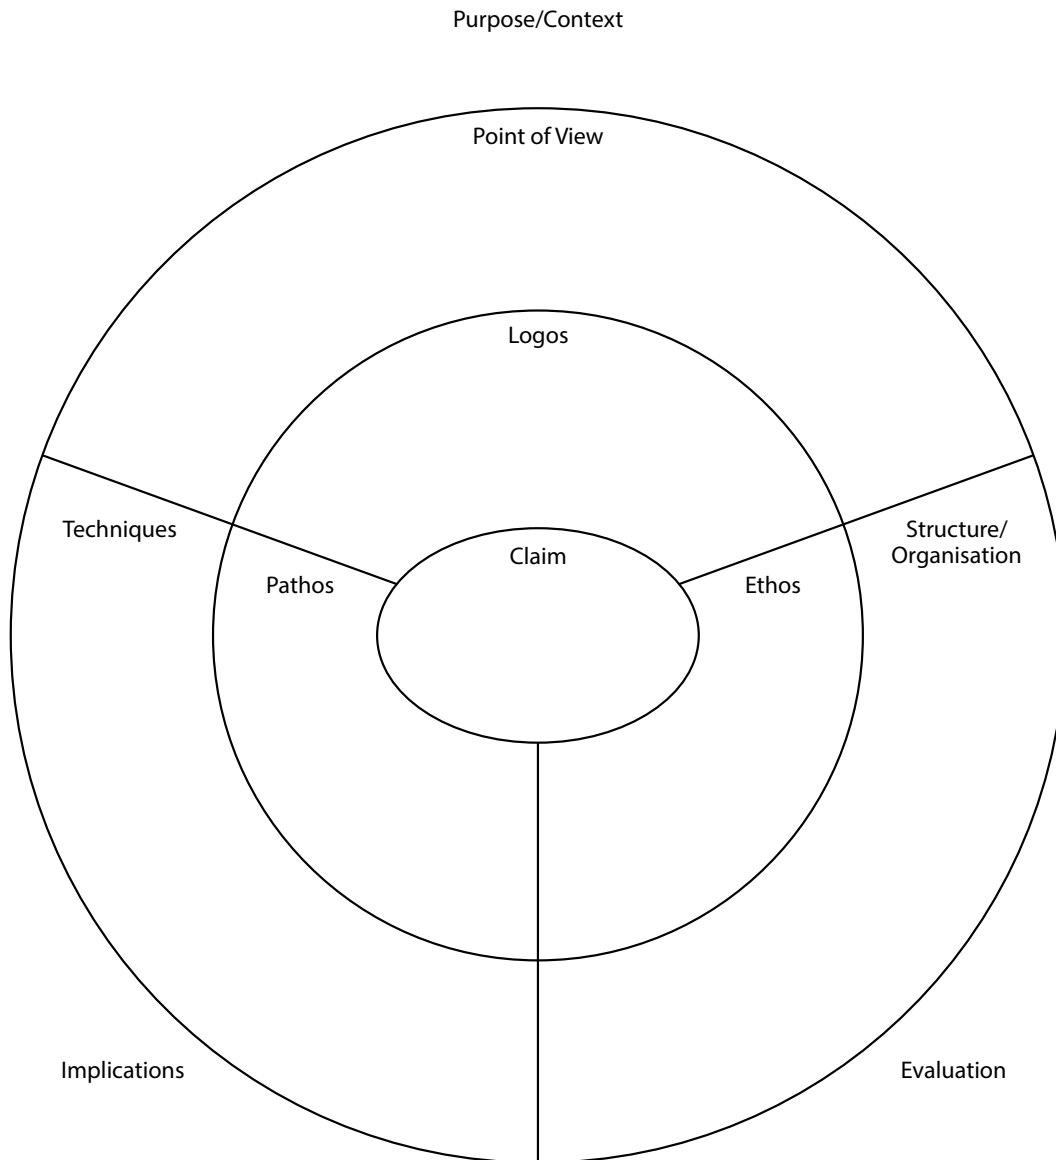 Purpose/Context
Point of View
Logos
Techniques
Structure/
Organisation
Claim
Pathos
Ethos
Implications
Evaluation